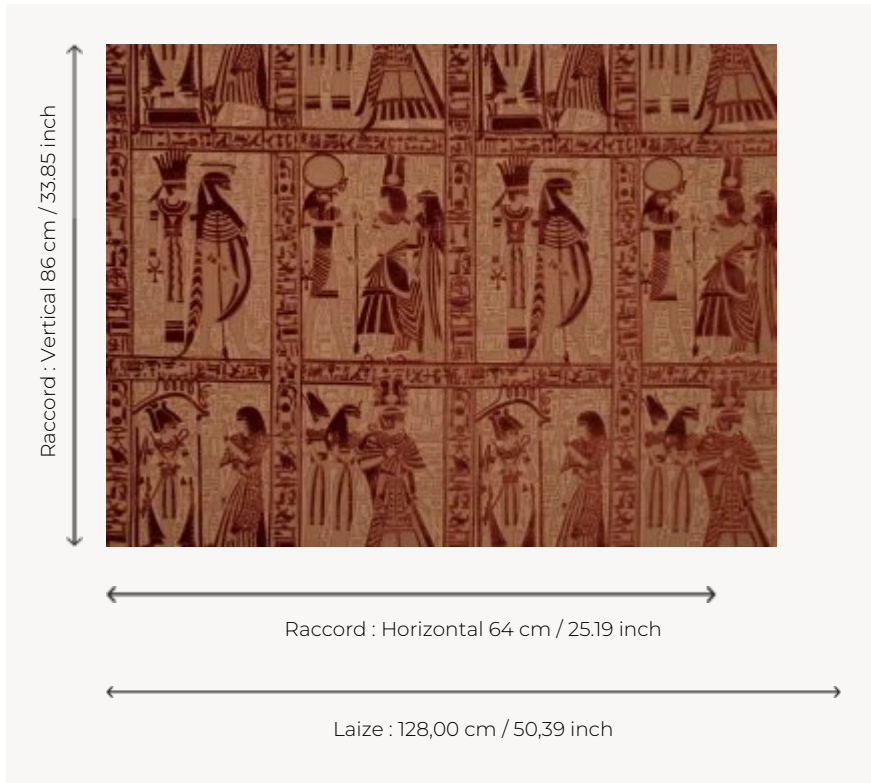 Raccord : Vertical 86 cm / 33.85 inch
Raccord : Horizontal 64 cm / 25.19 inch
Laize : 128,00 cm / 50,39 inch